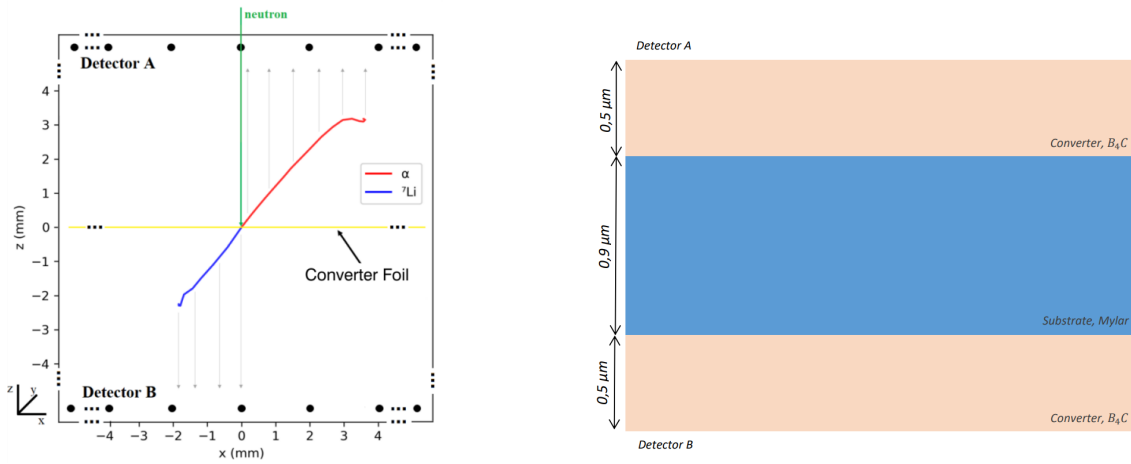 neutron
Detector A
4
3
2
1
0
−1
−2
−3
−4
z (mm)
α
⁷Li
Converter Foil
Detector B
z
y
x
−4 −3 −2 −1 0 1 2 3 4
x (mm)
Detector A
0,5 µm
Converter, B₄C
0,9 µm
Substrate, Mylar
0,5 µm
Converter, B₄C
Detector B